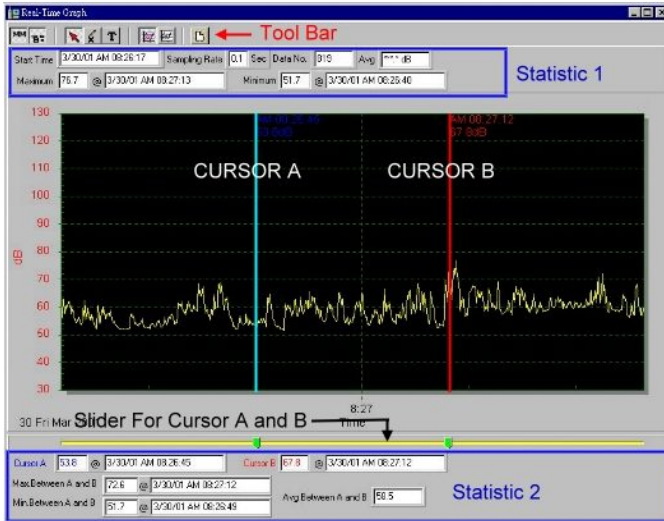 Real-Time Graph
T
Tool Bar
Start Time 3/30/01 AM 08:26:17 Sampling Rate 0.1 Sec Data No. 819 Avg *** dB
Maximum 76.7 @ 3/30/01 AM 08:27:13 Minimum 51.7 @ 3/30/01 AM 08:26:40
Statistic 1
130
120
110
100
90
80
70
60
50
40
30
dB
AM 08:26:45
AM 08:27:12
67.8dB
CURSOR A
CURSOR B
8:27
30 Fri Mar
Slider For Cursor A and B
Time
Cursor A 53.8 @ 3/30/01 AM 08:26:45 Cursor B 67.8 @ 3/30/01 AM 08:27:12
Max.Between A and B 72.6 @ 3/30/01 AM 08:27:12
Min.Between A and B 51.7 @ 3/30/01 AM 08:26:49
Avg Between A and B 58.5
Statistic 2